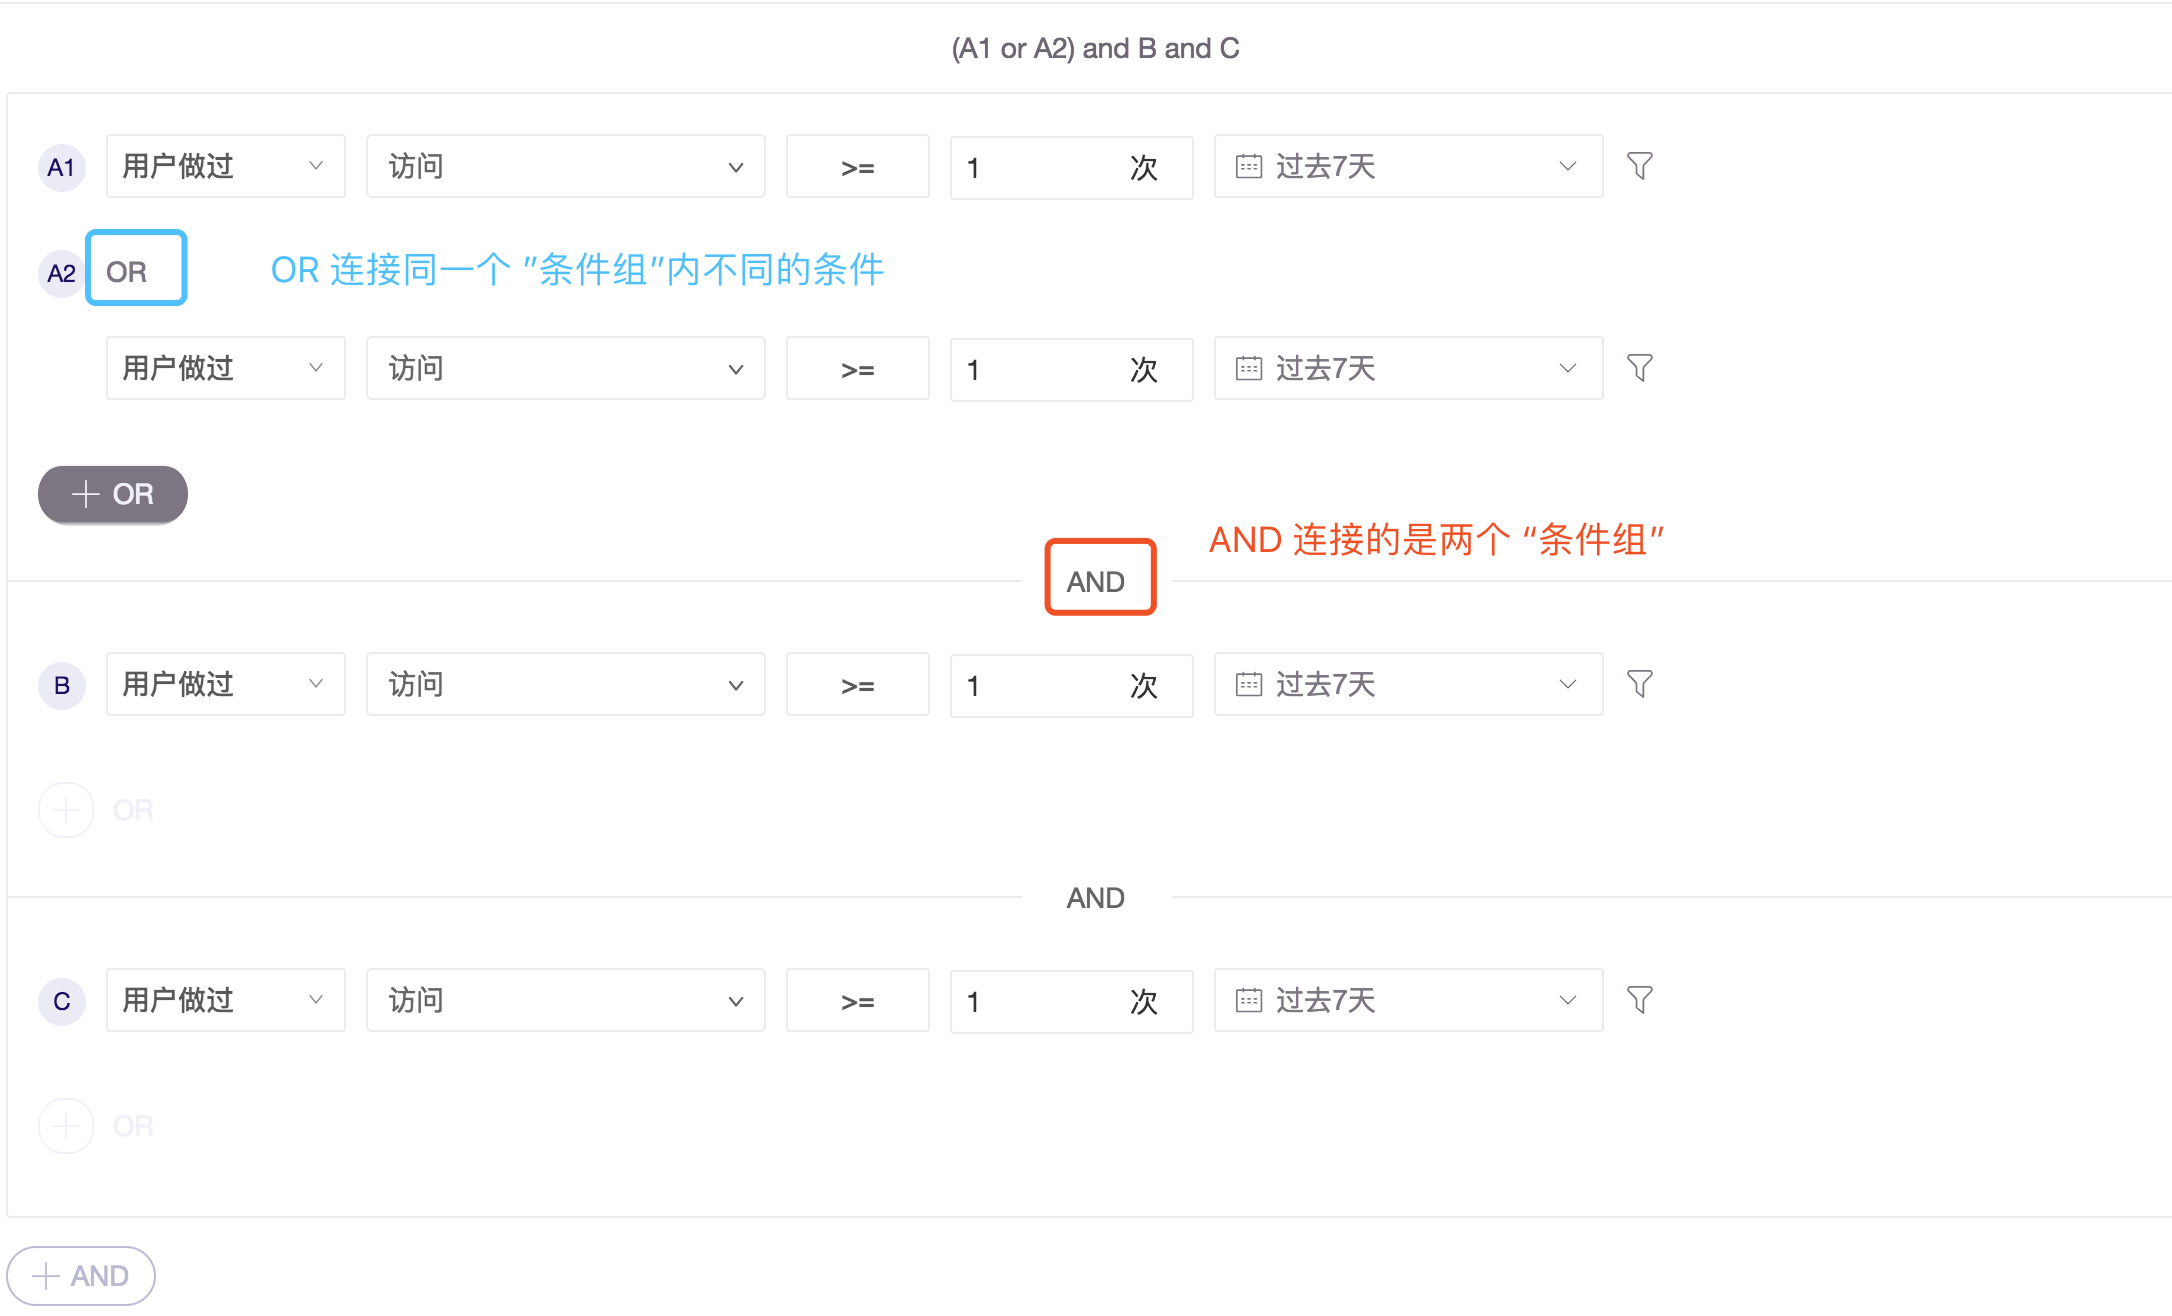 (A1 or A2) and B and C
A1 用户做过 访问 >= 1 次 过去7天
A2 OR OR 连接同一个 "条件组"内不同的条件
用户做过 访问 >= 1 次 过去7天
OR
AND 连接的是两个 "条件组"
AND
B 用户做过 访问 >= 1 次 过去7天
OR
AND
C 用户做过 访问 >= 1 次 过去7天
OR
AND